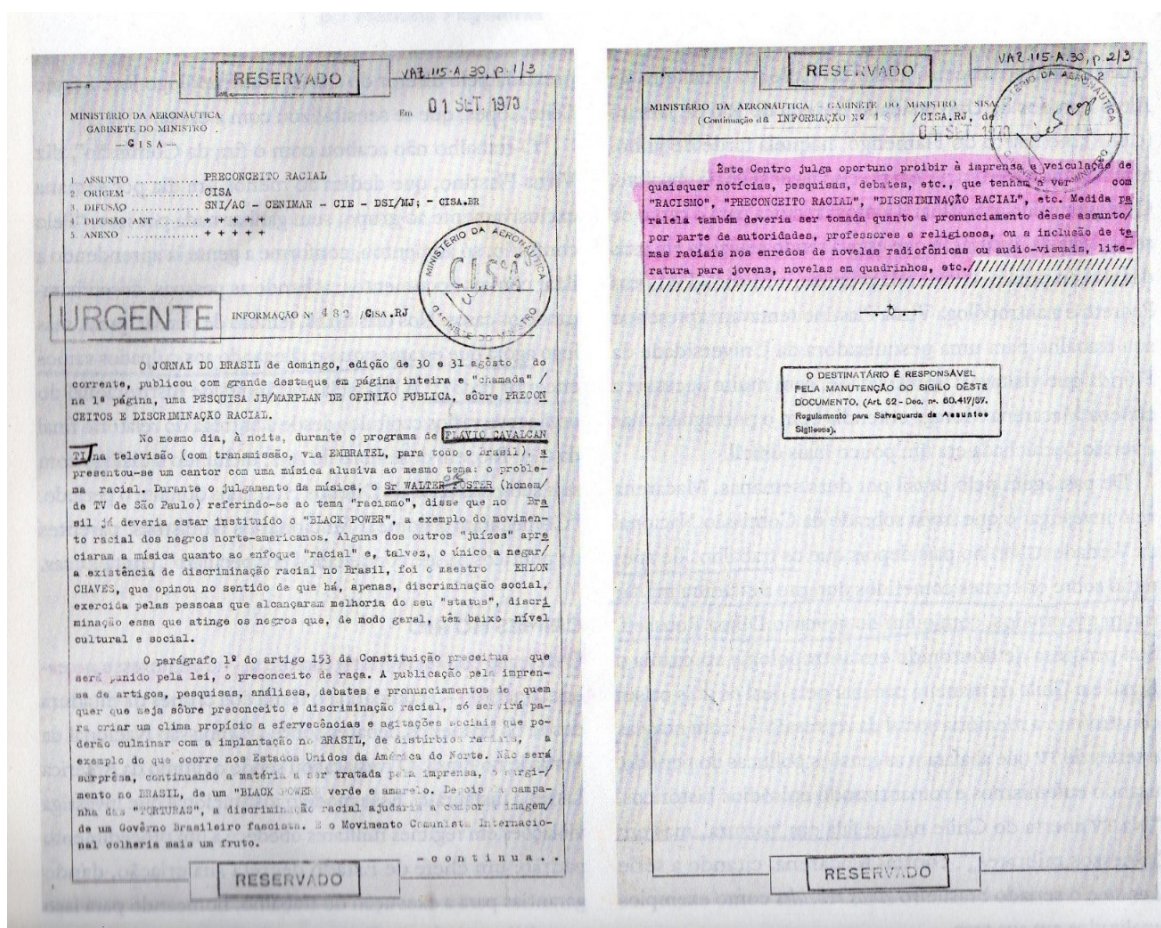 RESERVADO
VAZ.115-A.30, p.1/3
01 SET. 1970
MINISTÉRIO DA AERONÁUTICA
Em
GABINETE DO MINISTRO
-CISA-
1. ASSUNTO PRECONCEITO RACIAL
2. ORIGEM CISA
3. DIFUSÃO SNI/AC - CENIMAR - CIE - DSI/MJ; - CISA.BR
4. DIFUSÃO ANT + + + + +
5. ANEXO + + + + +
MINISTÉRIO DA AERONÁUTICA
CISA
GABINETE DO MINISTRO
URGENTE
INFORMAÇÃO Nº /CISA.RJ
O JORNAL DO BRASIL de domingo, edição de 30 e 31 agôsto do
corrente, publicou com grande destaque em página inteira e "chamada" /
na 1ª página, uma PESQUISA JB/MARPLAN DE OPINIÃO PUBLICA, sôbre PRECON
CEITOS E DISCRIMINAÇÃO RACIAL.
No mesmo dia, à noite, durante o programa de FLÁVIO CAVALCAN
TI na televisão (com transmissão, via EMBRATEL, para todo o Brasil), a
presentou-se um cantor com uma música alusiva ao mesmo tema: o proble-
ma racial. Durante o julgamento da música, o Sr WALTER FOSTER (homem/
de TV de São Paulo) referindo-se ao tema "racismo", disse que no Bra
sil já deveria estar instituído o "BLACK POWER", a exemplo do movimen-
to racial dos negros norte-americanos. Alguns dos outros "juízes" apre
ciaram a música quanto ao enfoque "racial" e, talvez, o único a negar/
a existência de discriminação racial no Brasil, foi o maestro ERLON
CHAVES, que opinou no sentido de que há, apenas, discriminação social,
exercida pelas pessoas que alcançaram melhoria do seu "status", discri
minação essa que atinge os negros que, de modo geral, têm baixo nível
cultural e social.
O parágrafo 1º do artigo 153 da Constituição preceitua que
será punido pela lei, o preconceito de raça. A publicação pela impren-
sa de artigos, pesquisas, análises, debates e pronunciamentos de quem
quer que seja sôbre preconceito e discriminação racial, só servirá pa-
ra criar um clima propício a efervecências e agitações sociais que po-
derão culminar com a implantação no BRASIL, de distúrbios raciais, a
exemplo do que ocorre nos Estados Unidos da América do Norte. Não será
surprêsa, continuando a matéria a ser tratada pela imprensa, o surgi-/
mento no BRASIL, de um "BLACK POWER" verde e amarelo. Depois a campa-
nha das "TORTURAS", a discriminação racial ajudaria a compor a imagem/
de um Govêrno Brasileiro fascista. E o Movimento Comunista Internacio-
nal colheria mais um fruto.
- c o n t i n u a -
RESERVADO
RESERVADO
VAZ.115-A.30, p.2/3
2
MINISTÉRIO DA AERONÁUTICA - GABINETE DO MINISTRO - CISA
(Continuação da INFORMAÇÃO Nº /CISA.RJ, de
01 SET. 1970
Êste Centro julga oportuno proibir à imprensa a veiculação de
quaisquer notícias, pesquisas, debates, etc., que tenham a ver com
"RACISMO", "PRECONCEITO RACIAL", "DISCRIMINAÇÃO RACIAL", etc. Medida pa
ralela também deveria ser tomada quanto a pronunciamento dêsse assunto/
por parte de autoridades, professores e religiosos, ou a inclusão de te
mas raciais nos enredos de novelas radiofônicas ou audio-visuais, lite-
ratura para jovens, novelas em quadrinhos, etc.////////////////////
O DESTINATÁRIO É RESPONSÁVEL
PELA MANUTENÇÃO DO SIGILO DÊSTE
DOCUMENTO. (Art. 62 - Dec. nº. 60.417/67.
Regulamento para Salvaguarda de Assuntos
Sigilosos).
RESERVADO